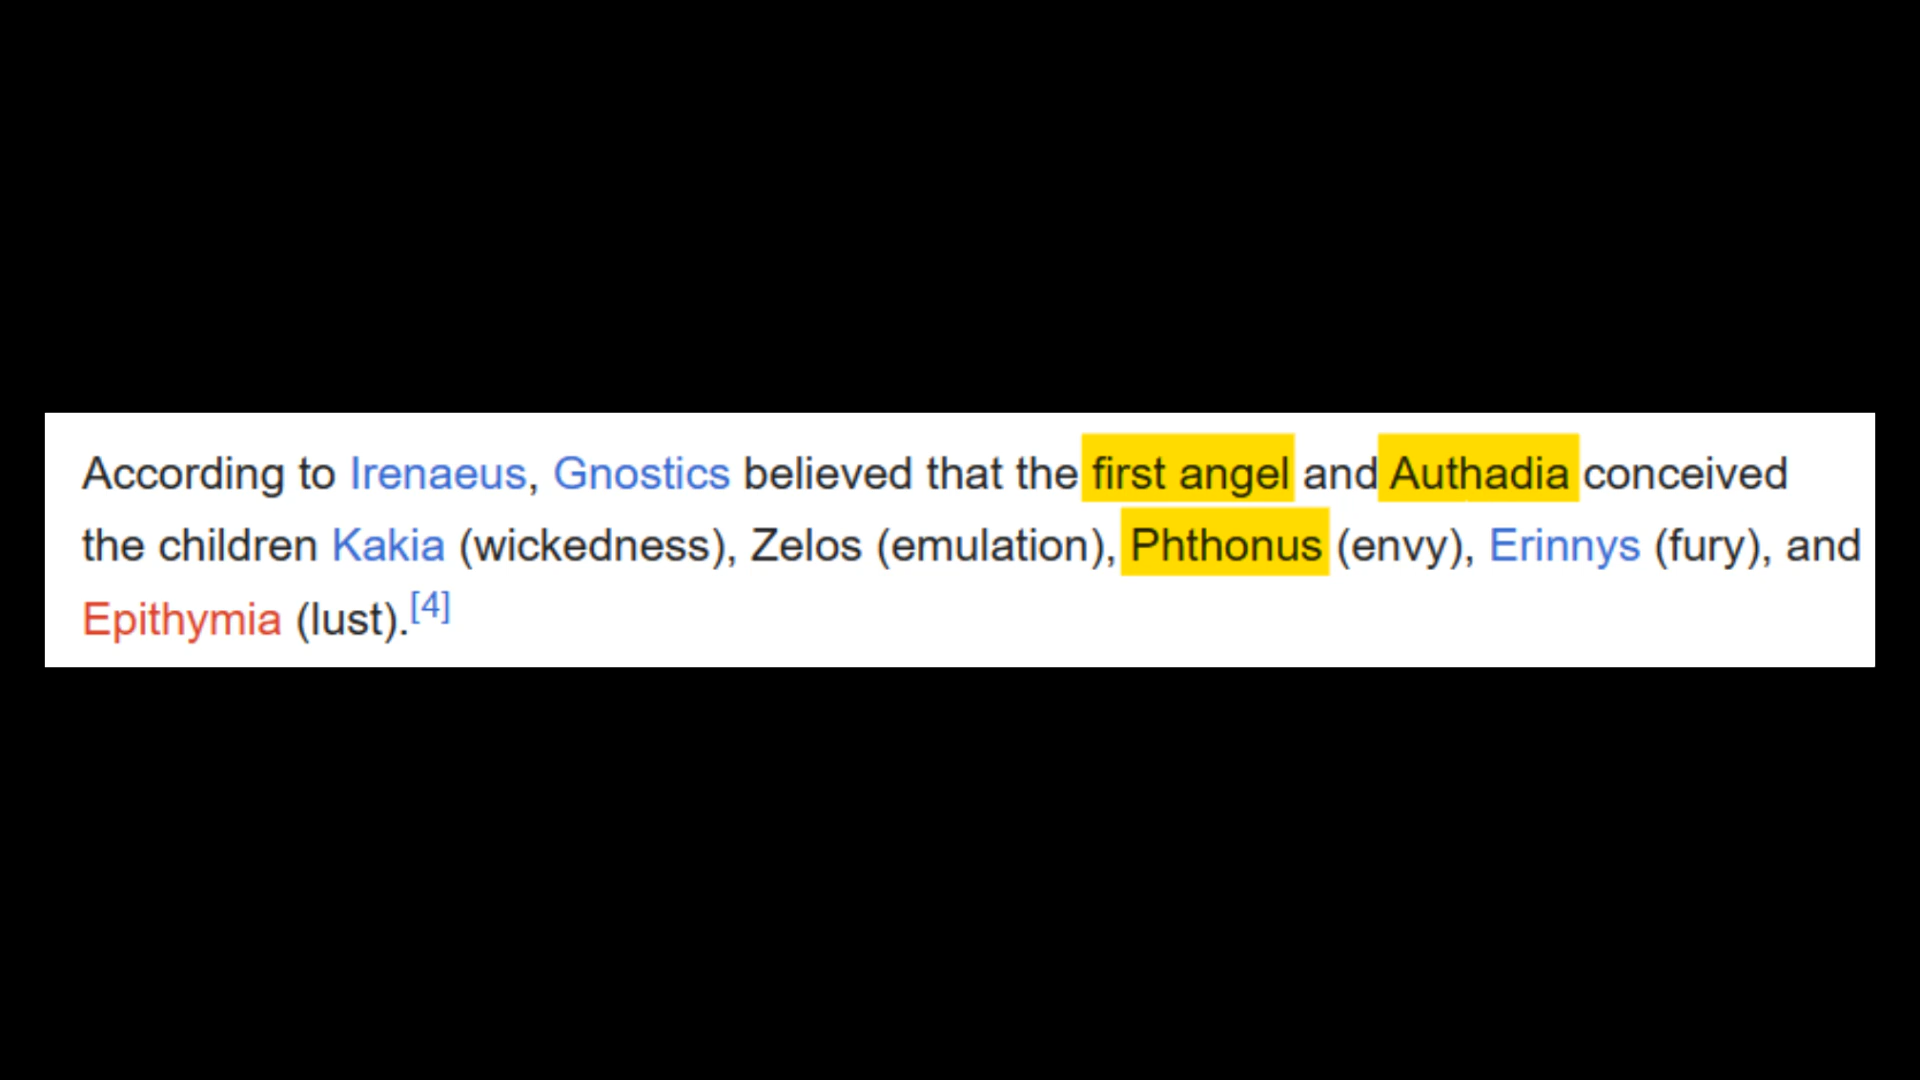 According to Irenaeus, Gnostics believed that the first angel and Authadia conceived
the children Kakia (wickedness), Zelos (emulation), Phthonus (envy), Erinnys (fury), and
Epithymia (lust).[4]